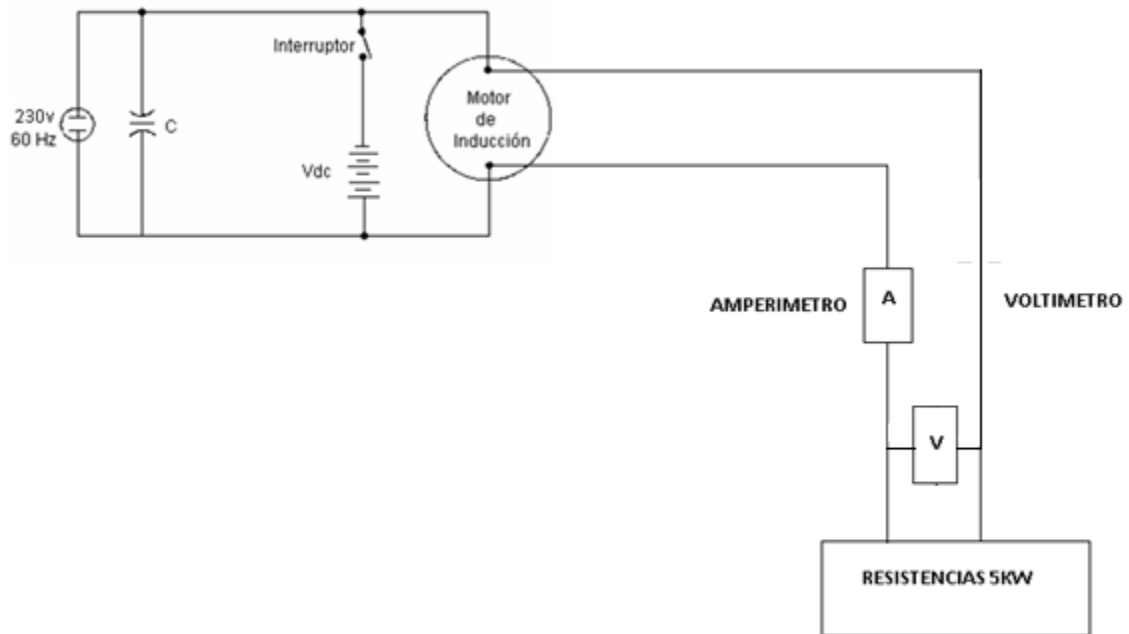 Interruptor
230v
60 Hz
C
Vdc
Motor
de
Inducción
AMPERIMETRO
A
VOLTIMETRO
V
RESISTENCIAS 5KW